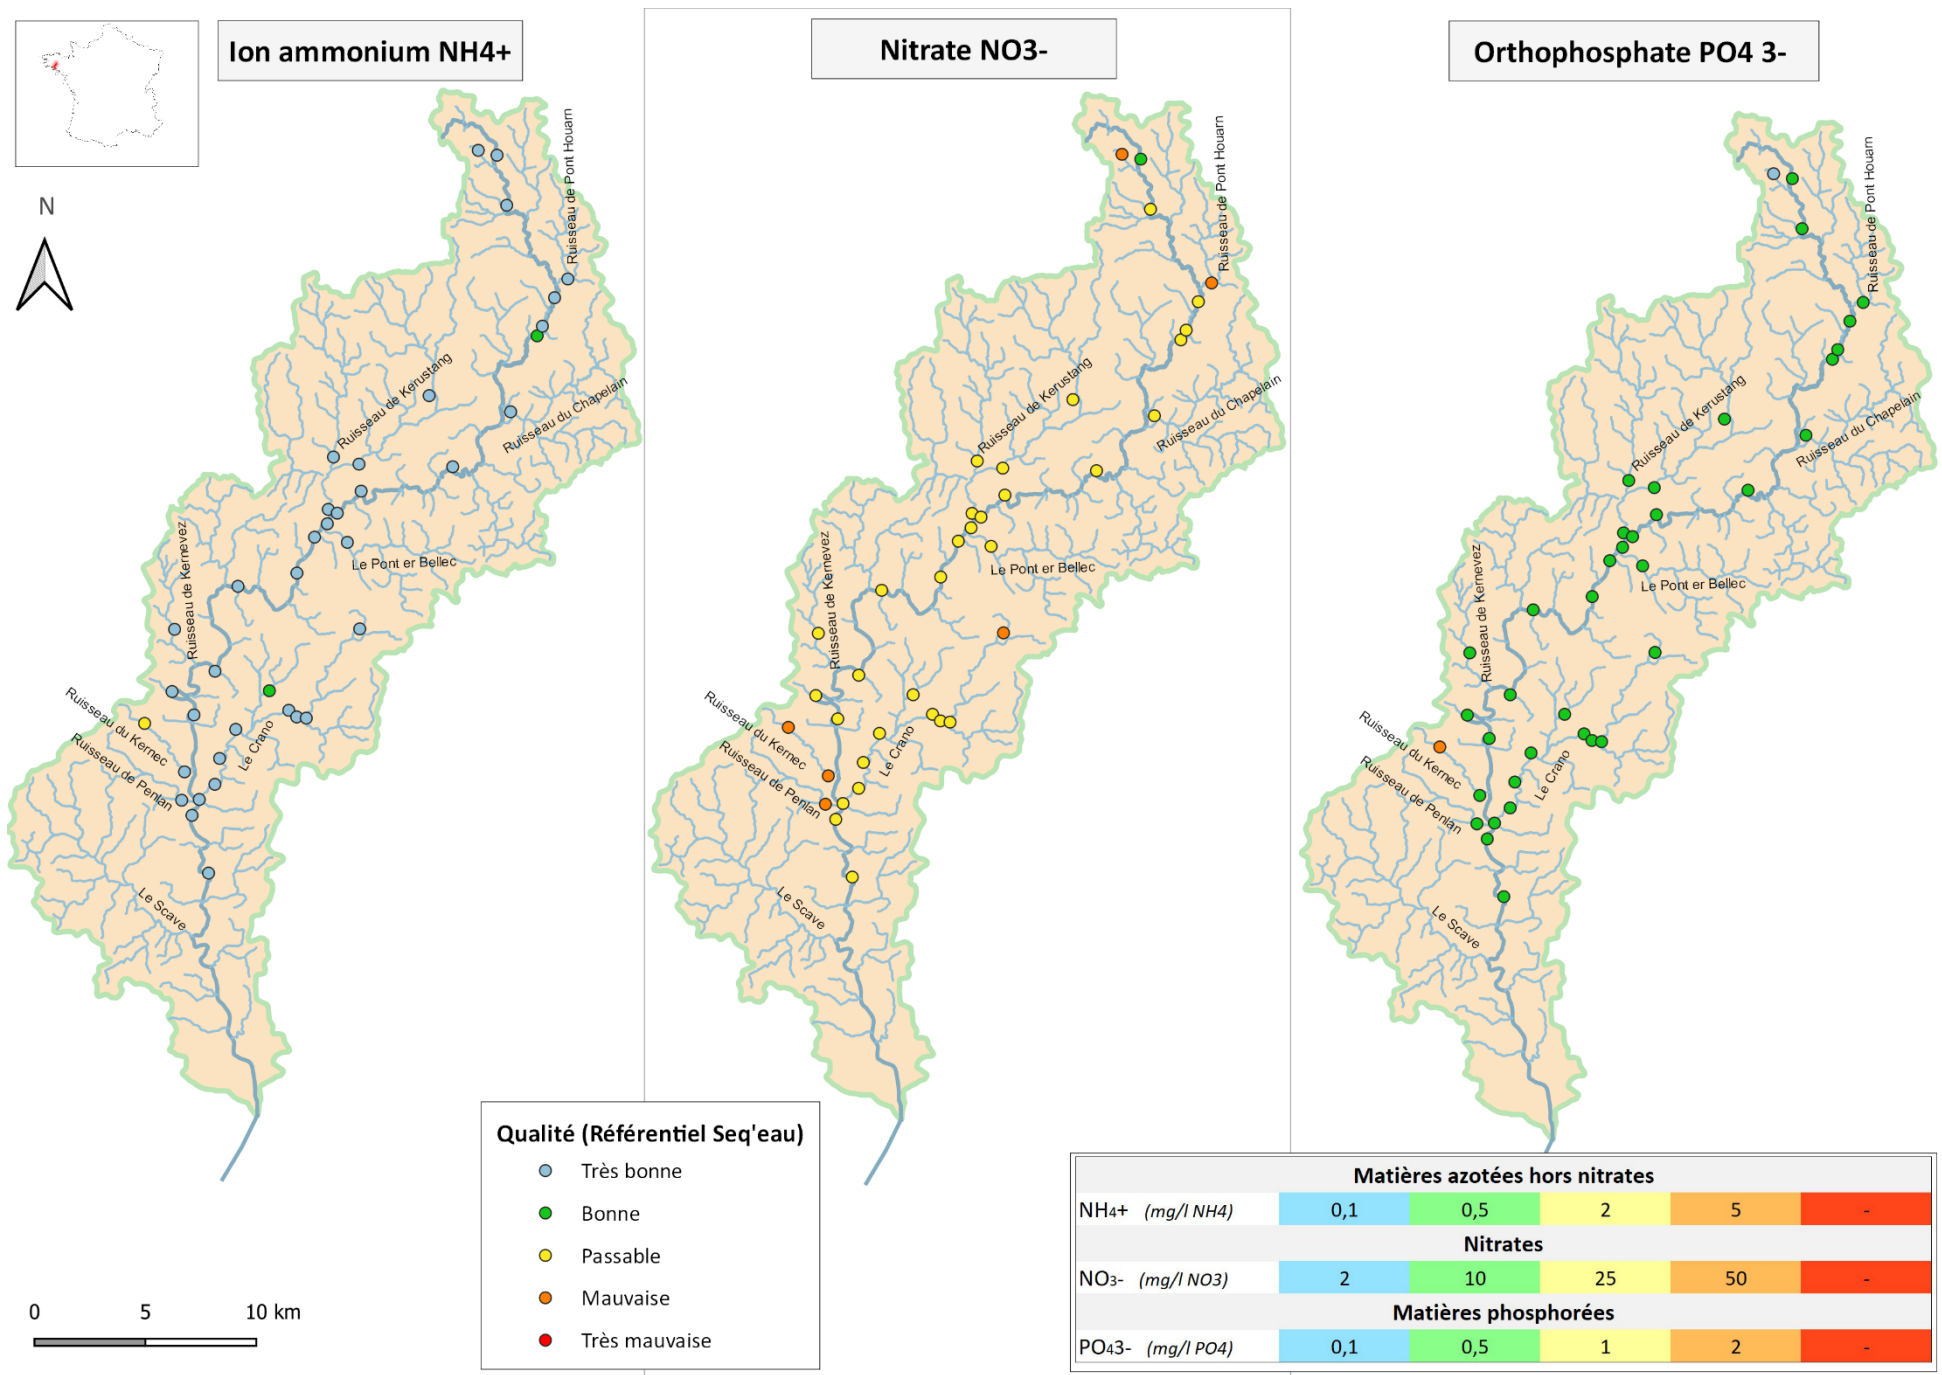 Ion ammonium NH4+
Nitrate NO3-
Orthophosphate PO4 3-
N
Ruisseau de Pont Houarn
Ruisseau de Kerustang
Ruisseau du Chapelain
Le Pont er Bellec
Ruisseau de Kernevez
Ruisseau du Kernec
Ruisseau de Penlan
Le Crano
Le Scave
Ruisseau de Pont Houarn
Ruisseau de Kerustang
Ruisseau du Chapelain
Le Pont er Bellec
Ruisseau de Kernevez
Ruisseau du Kernec
Ruisseau de Penlan
Le Crano
Le Scave
Ruisseau de Pont Houarn
Ruisseau de Kerustang
Ruisseau du Chapelain
Le Pont er Bellec
Ruisseau de Kernevez
Ruisseau du Kernec
Ruisseau de Penlan
Le Crano
Le Scave
Qualité (Référentiel Seq'eau)
Très bonne
Bonne
Passable
Mauvaise
Très mauvaise
0 5 10 km
Matières azotées hors nitrates
NH4+ (mg/l NH4) 0,1 0,5 2 5 -
Nitrates
NO3- (mg/l NO3) 2 10 25 50 -
Matières phosphorées
PO43- (mg/l PO4) 0,1 0,5 1 2 -